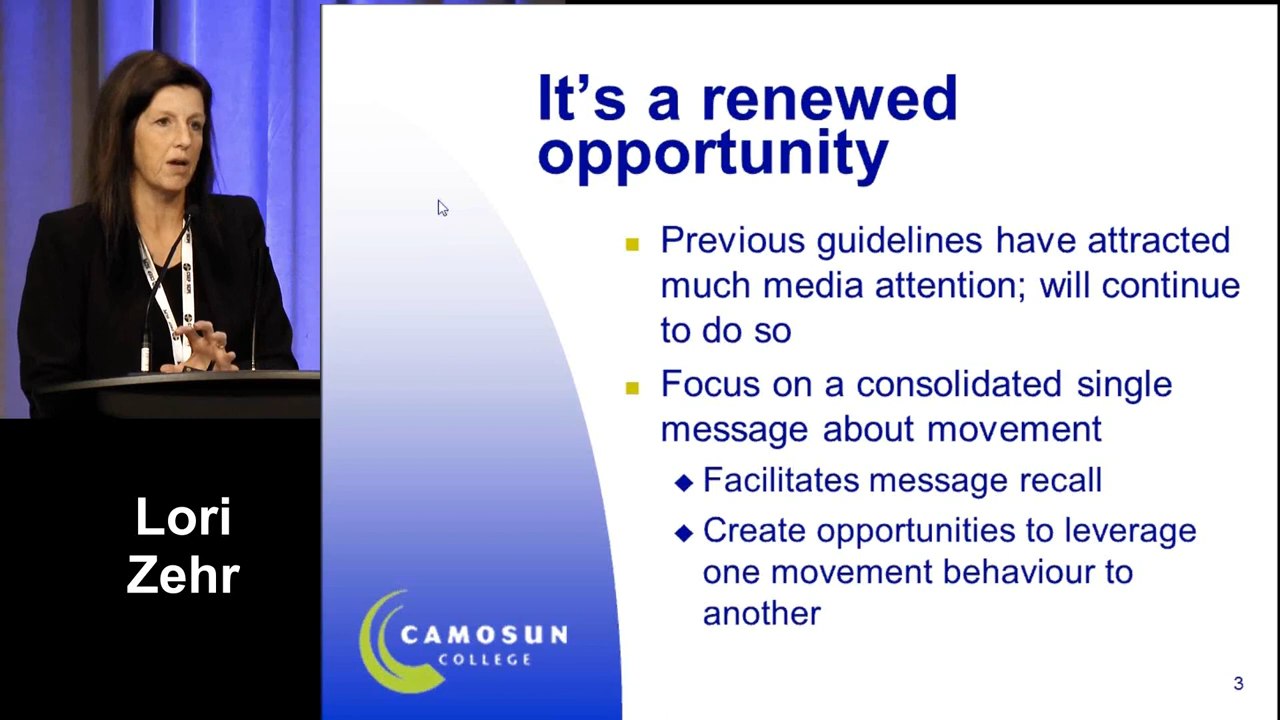 It's a renewed
opportunity
Previous guidelines have attracted
much media attention; will continue
to do so
Focus on a consolidated single
message about movement
Facilitates message recall
Create opportunities to leverage
one movement behaviour to
another
Lori
Zehr
CAMOSUN
COLLEGE
3